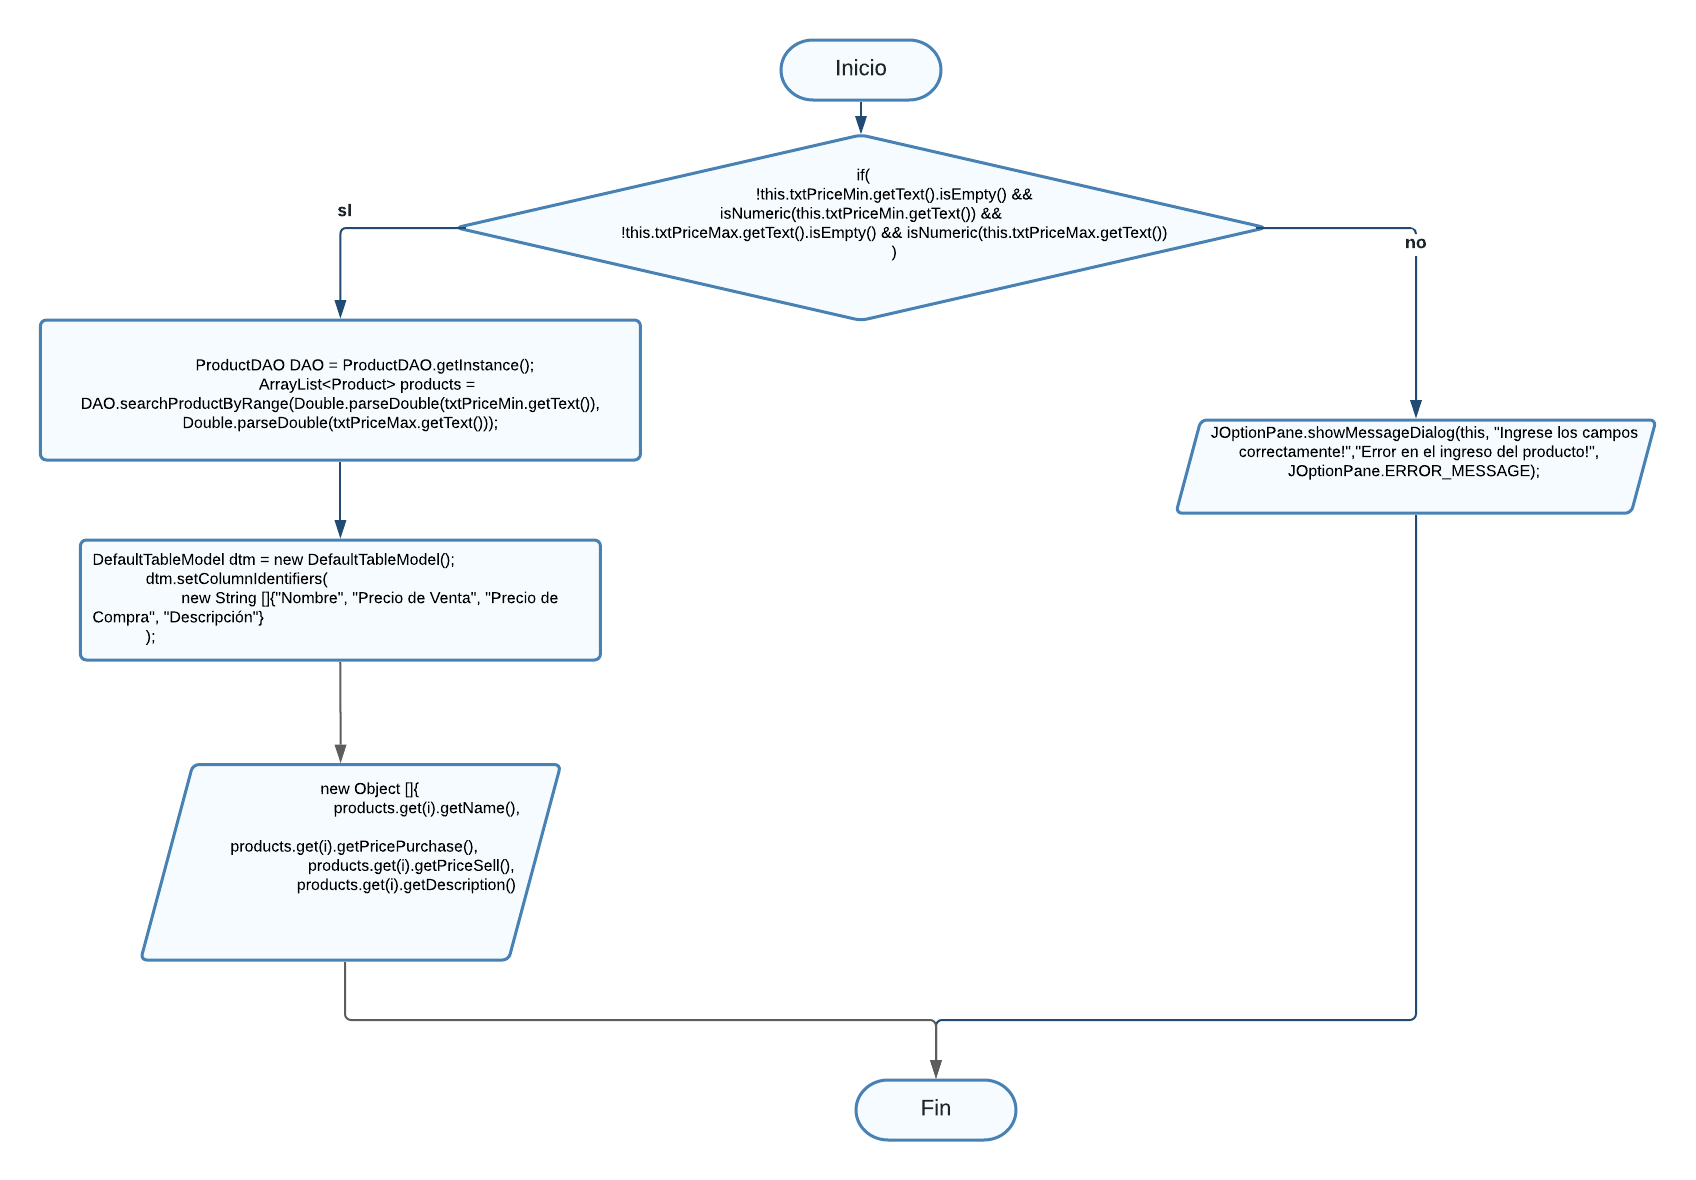 Inicio
if(
!this.txtPriceMin.getText().isEmpty() &&
isNumeric(this.txtPriceMin.getText()) &&
!this.txtPriceMax.getText().isEmpty() && isNumeric(this.txtPriceMax.getText())
)
sI
no
ProductDAO DAO = ProductDAO.getInstance();
ArrayList<Product> products =
DAO.searchProductByRange(Double.parseDouble(txtPriceMin.getText()),
Double.parseDouble(txtPriceMax.getText()));
JOptionPane.showMessageDialog(this, "Ingrese los campos
correctamente!","Error en el ingreso del producto!",
JOptionPane.ERROR_MESSAGE);
DefaultTableModel dtm = new DefaultTableModel();
dtm.setColumnIdentifiers(
new String []{"Nombre", "Precio de Venta", "Precio de
Compra", "Descripción"}
);
new Object []{
products.get(i).getName(),
products.get(i).getPricePurchase(),
products.get(i).getPriceSell(),
products.get(i).getDescription()
Fin